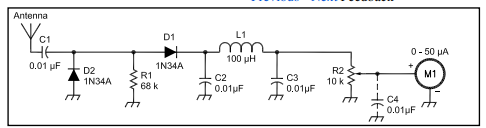 Antenna
C1
0.01 µF
D2
1N34A
R1
68 k
D1
1N34A
L1
100 µH
C2
0.01µF
C3
0.01µF
R2
10 k
C4
0.01µF
0 - 50 µA
+
M1
–